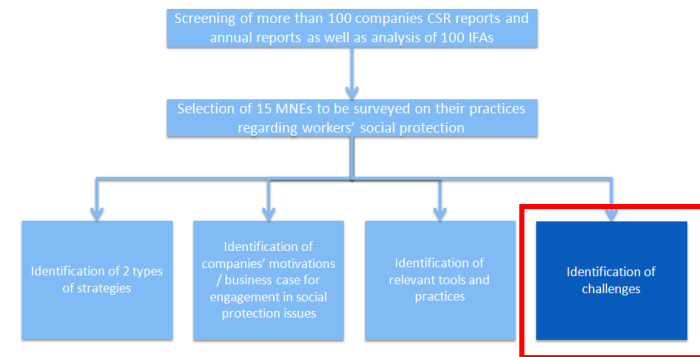 Screening of more than 100 companies CSR reports and
annual reports as well as analysis of 100 IFAs
Selection of 15 MNEs to be surveyed on their practices
regarding workers' social protection
Identification of 2 types
of strategies
Identification of
companies' motivations
/ business case for
engagement in social
protection issues
Identification of
relevant tools and
practices
Identification of
challenges